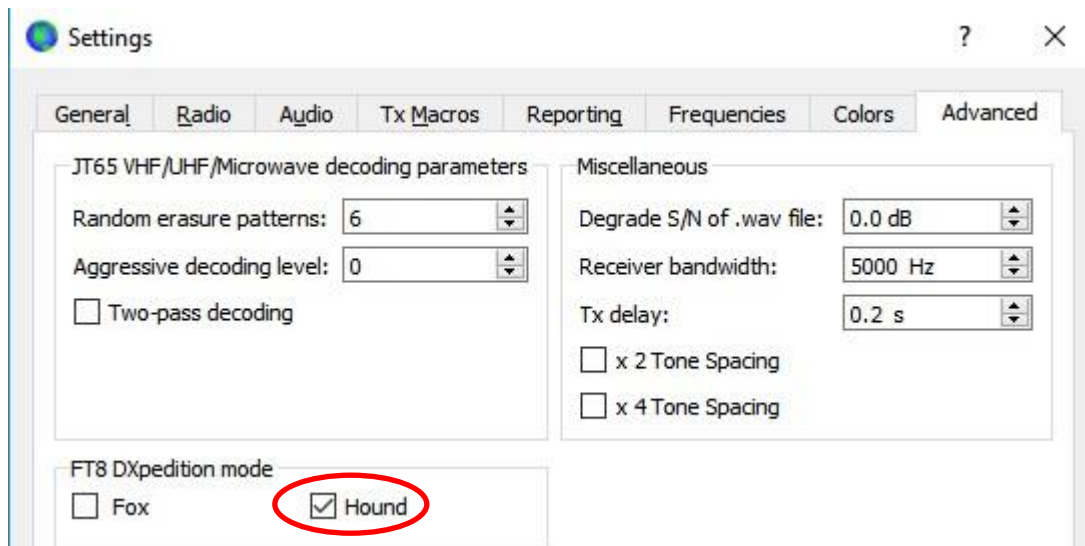 Settings
?
General Radio Audio Tx Macros Reporting Frequencies Colors Advanced
JT65 VHF/UHF/Microwave decoding parameters
Random erasure patterns: 6
Aggressive decoding level: 0
Two-pass decoding
Miscellaneous
Degrade S/N of .wav file: 0.0 dB
Receiver bandwidth: 5000 Hz
Tx delay: 0.2 s
x 2 Tone Spacing
x 4 Tone Spacing
FT8 DXpedition mode
Fox Hound